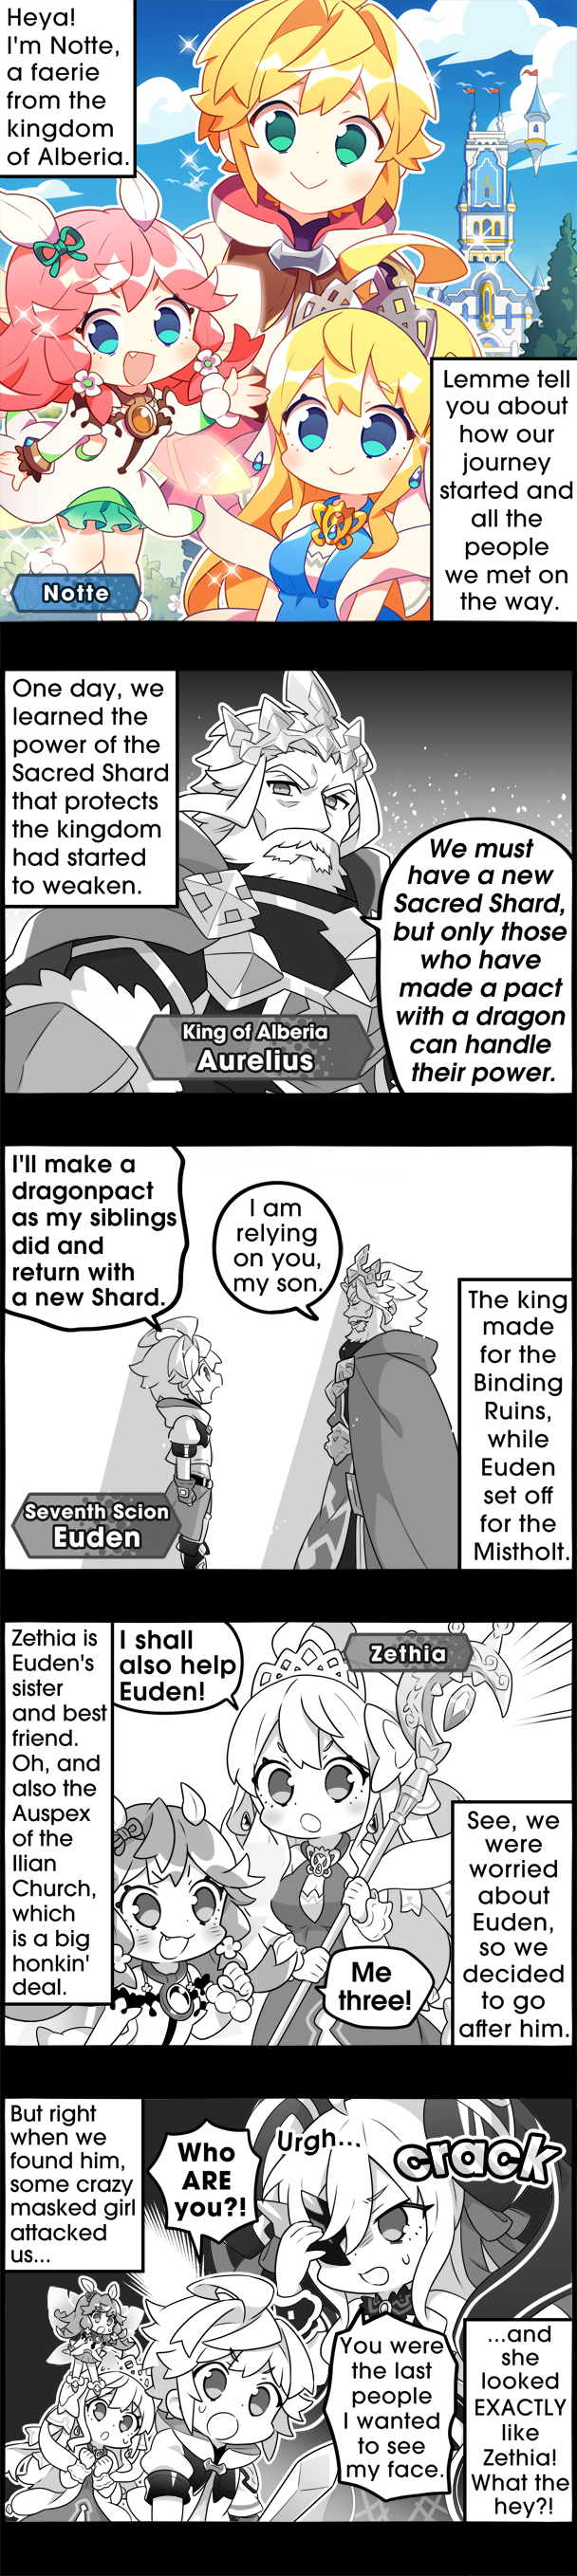 Heya!
I'm Notte,
a faerie
from the
kingdom
of Alberia.
Lemme tell
you about
how our
journey
started and
all the
people
we met on
the way.
Notte
One day, we
learned the
power of the
Sacred Shard
that protects
the kingdom
had started
to weaken.
We must
have a new
Sacred Shard,
but only those
who have
made a pact
with a dragon
can handle
their power.
King of Alberia
Aurelius
I'll make a
dragonpact
as my siblings
did and
return with
a new Shard.
I am
relying
on you,
my son.
The king
made
for the
Binding
Ruins,
while
Euden
set off
for the
Mistholt.
Seventh Scion
Euden
Zethia is
Euden's
sister
and best
friend.
Oh, and
also the
Auspex
of the
Ilian
Church,
which
is a big
honkin'
deal.
I shall
also help
Euden!
Zethia
Me
three!
See, we
were
worried
about
Euden,
so we
decided
to go
after him.
But right
when we
found him,
some crazy
masked girl
attacked
us...
Who
ARE
you?!
Urgh...
crack
You were
the last
people
I wanted
to see
my face.
...and
she
looked
EXACTLY
like
Zethia!
What the
hey?!